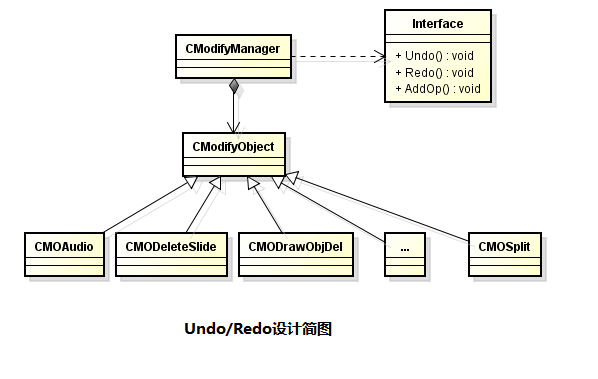 Interface
CModifyManager
+ Undo() : void
+ Redo() : void
+ AddOp() : void
CModifyObject
CMOAudio
CMODeleteSlide
CMODrawObjDel
...
CMOSplit
Undo/Redo设计简图